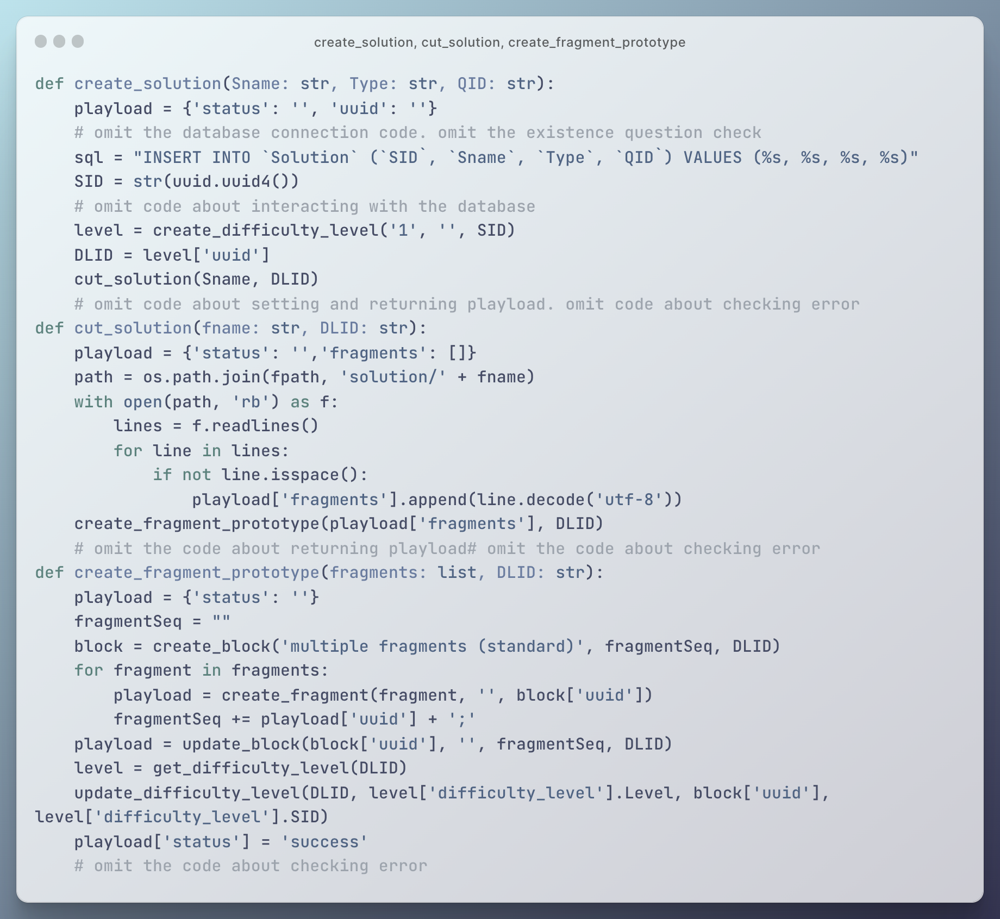 create_solution, cut_solution, create_fragment_prototype
def create_solution(Sname: str, Type: str, QID: str):
    playload = {'status': '', 'uuid': ''}
    # omit the database connection code. omit the existence question check
    sql = "INSERT INTO `Solution` (`SID`, `Sname`, `Type`, `QID`) VALUES (%s, %s, %s, %s)"
    SID = str(uuid.uuid4())
    # omit code about interacting with the database
    level = create_difficulty_level('1', '', SID)
    DLID = level['uuid']
    cut_solution(Sname, DLID)
    # omit code about setting and returning playload. omit code about checking error
def cut_solution(fname: str, DLID: str):
    playload = {'status': '','fragments': []}
    path = os.path.join(fpath, 'solution/' + fname)
    with open(path, 'rb') as f:
        lines = f.readlines()
        for line in lines:
            if not line.isspace():
                playload['fragments'].append(line.decode('utf-8'))
    create_fragment_prototype(playload['fragments'], DLID)
    # omit the code about returning playload# omit the code about checking error
def create_fragment_prototype(fragments: list, DLID: str):
    playload = {'status': ''}
    fragmentSeq = ""
    block = create_block('multiple fragments (standard)', fragmentSeq, DLID)
    for fragment in fragments:
        playload = create_fragment(fragment, '', block['uuid'])
        fragmentSeq += playload['uuid'] + ';'
    playload = update_block(block['uuid'], '', fragmentSeq, DLID)
    level = get_difficulty_level(DLID)
    update_difficulty_level(DLID, level['difficulty_level'].Level, block['uuid'],
level['difficulty_level'].SID)
    playload['status'] = 'success'
    # omit the code about checking error